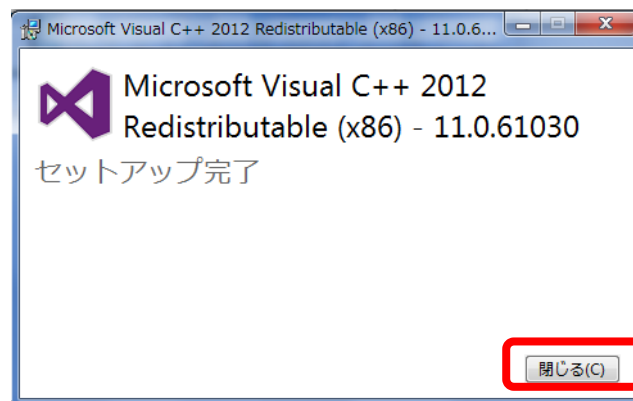 Microsoft Visual C++ 2012 Redistributable (x86) - 11.0.6...
Microsoft Visual C++ 2012
Redistributable (x86) - 11.0.61030
セットアップ完了
閉じる(C)